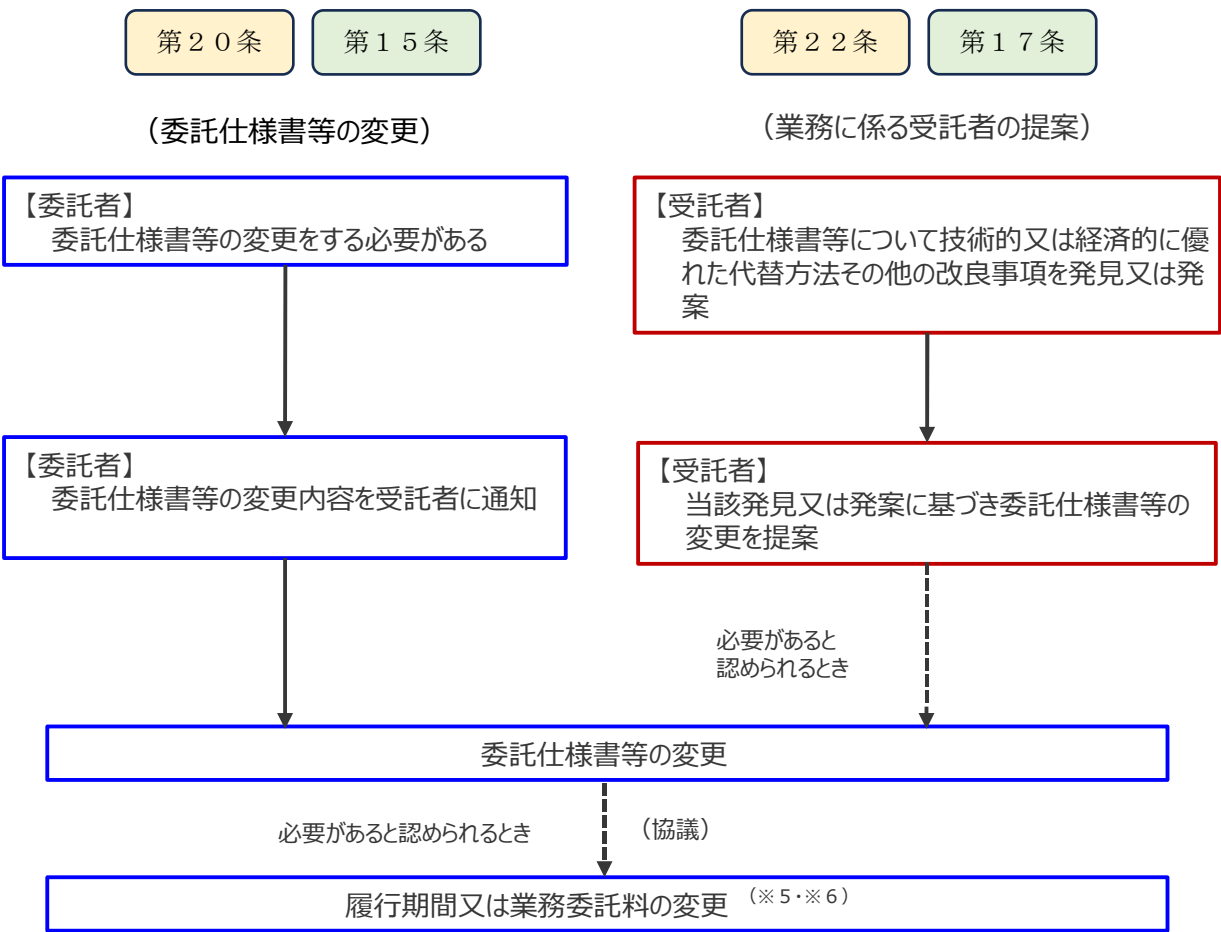 第２０条
第１５条
（委託仕様書等の変更）
【委託者】
委託仕様書等の変更をする必要がある
【委託者】
委託仕様書等の変更内容を受託者に通知
第２２条
第１７条
（業務に係る受託者の提案）
【受託者】
委託仕様書等について技術的又は経済的に優
れた代替方法その他の改良事項を発見又は発
案
【受託者】
当該発見又は発案に基づき委託仕様書等の
変更を提案
必要があると
認められるとき
委託仕様書等の変更
必要があると認められるとき
（協議）
履行期間又は業務委託料の変更（※５・※６）